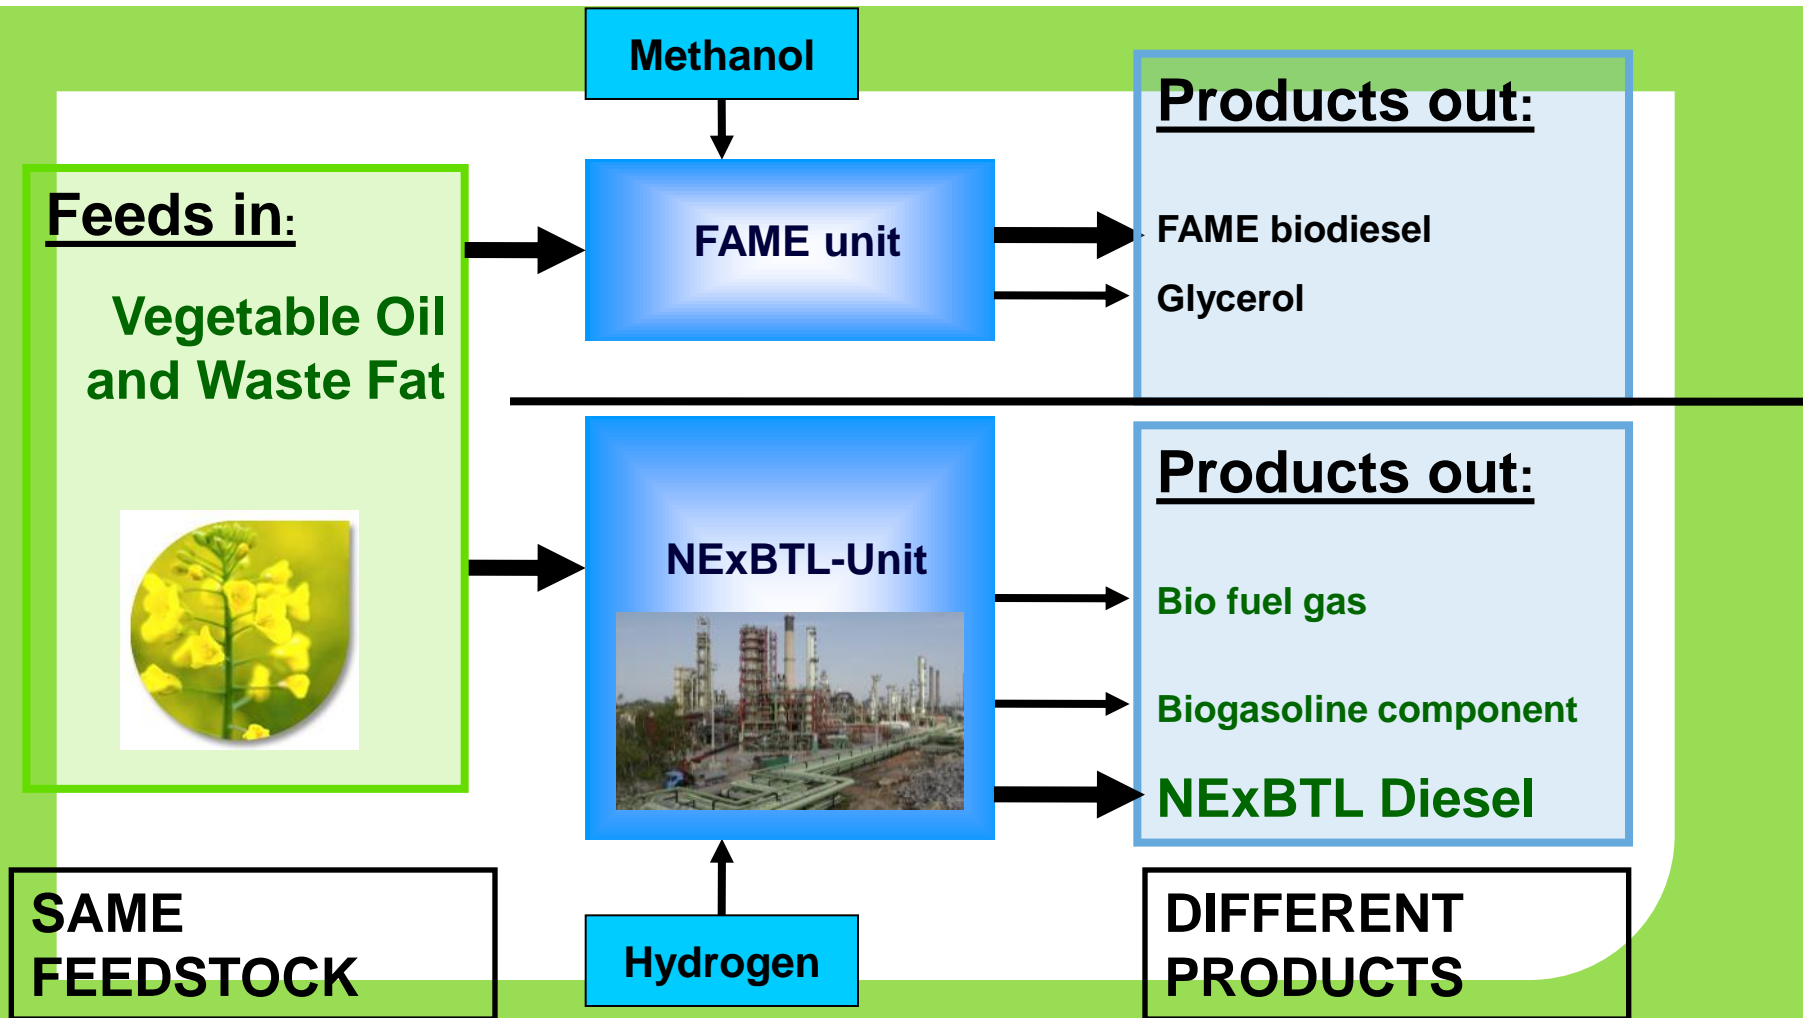 Methanol
Products out:
Feeds in:
FAME unit
FAME biodiesel
Glycerol
Vegetable Oil
and Waste Fat
Products out:
NExBTL-Unit
Bio fuel gas
Biogasoline component
NExBTL Diesel
SAME
FEEDSTOCK
Hydrogen
DIFFERENT
PRODUCTS